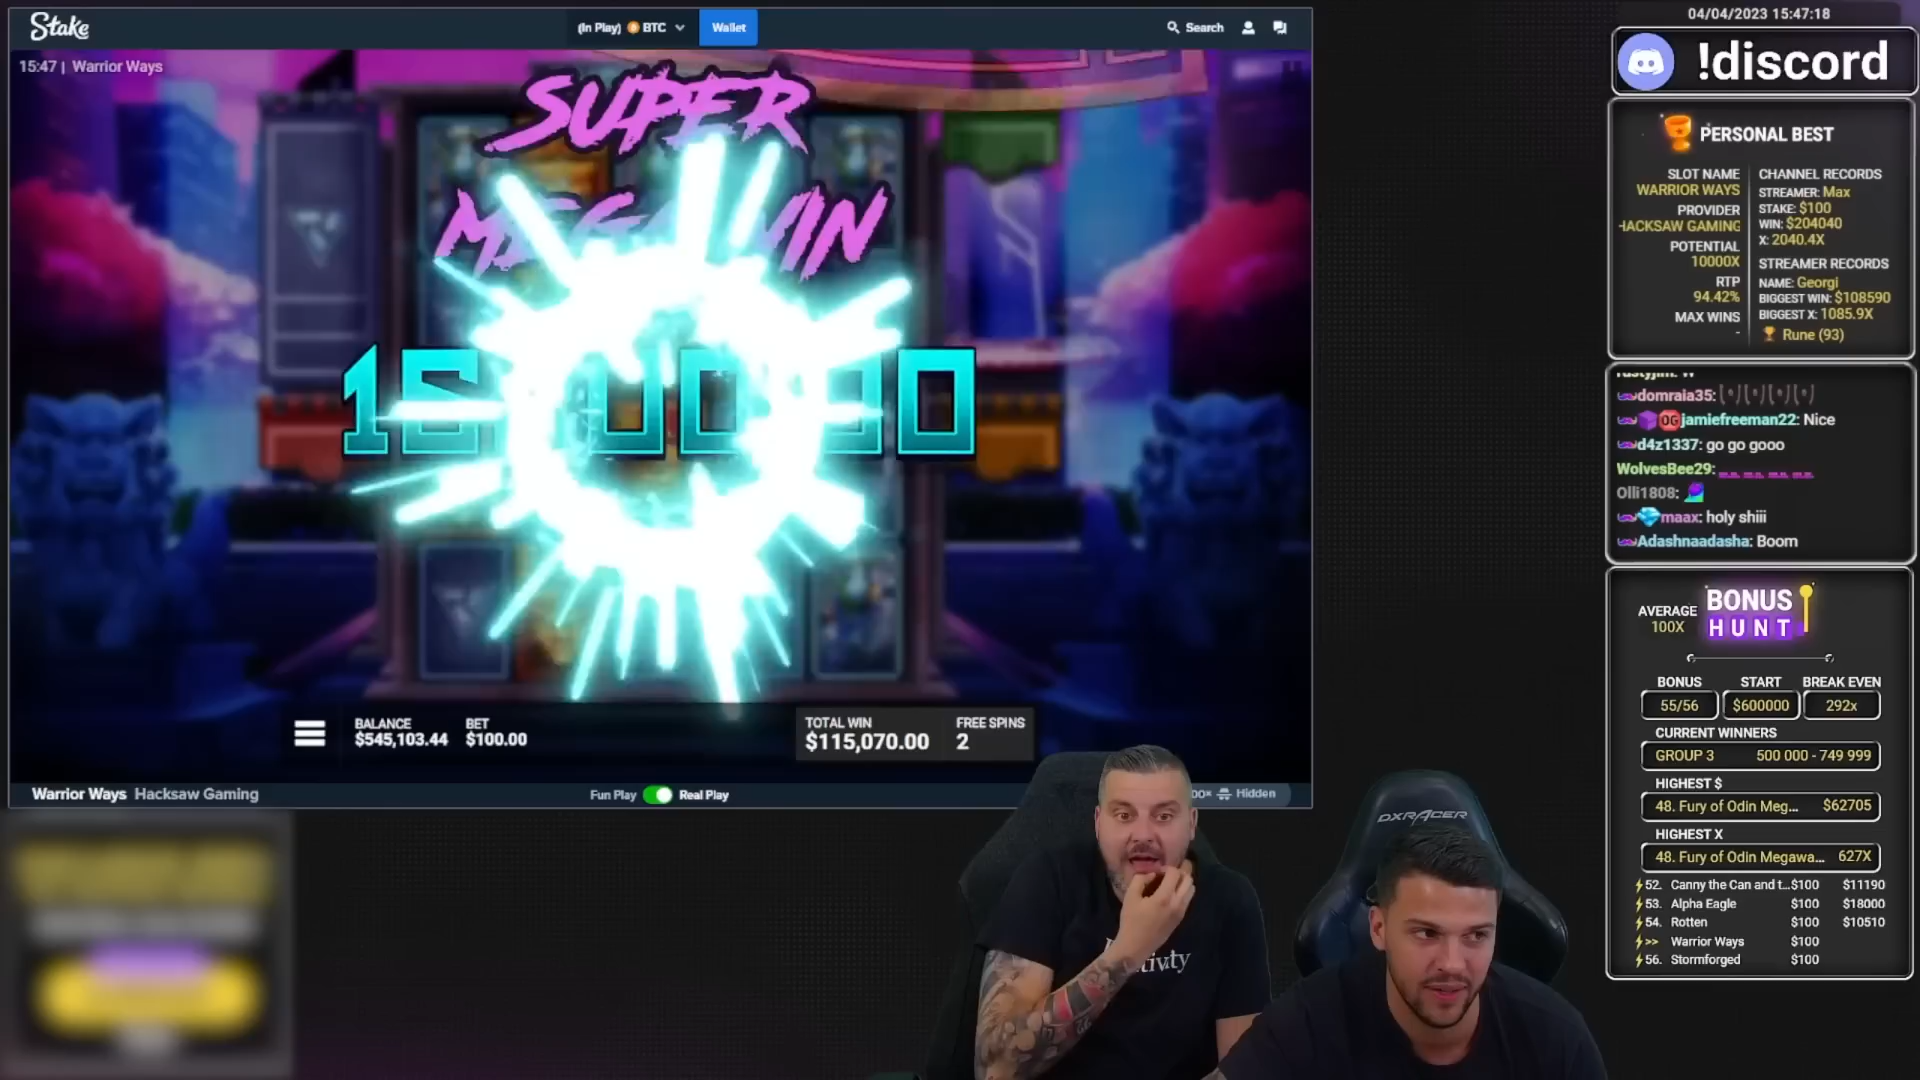 Stake
(In Play) BTC
Wallet
Search
15:47 | Warrior Ways
SUPER
BALANCE
$545,103.44
BET
$100.00
TOTAL WIN
$115,070.00
FREE SPINS
2
Warrior Ways Hacksaw Gaming
Fun Play
Real Play
Hidden
DXRACER
04/04/2023 15:47:18
!discord
PERSONAL BEST
SLOT NAME
WARRIOR WAYS
PROVIDER
HACKSAW GAMING
POTENTIAL
10000X
RTP
94.42%
MAX WINS
-
CHANNEL RECORDS
STREAMER: Max
STAKE: $100
WIN: $204040
X: 2040.4X
STREAMER RECORDS
NAME: Georgi
BIGGEST WIN: $108590
BIGGEST X: 1085.9X
Rune (93)
domraia35:
OG jamiefreeman22: Nice
d4z1337: go go gooo
WolvesBee29:
Olli1808:
maax: holy shiii
Adashnaadasha: Boom
AVERAGE
100X
BONUS
HUNT
BONUS
55/56
START
$600000
BREAK EVEN
292x
CURRENT WINNERS
GROUP 3 500 000 - 749 999
HIGHEST $
48. Fury of Odin Meg... $62705
HIGHEST X
48. Fury of Odin Megawa... 627X
52. Canny the Can and t... $100 $11190
53. Alpha Eagle $100 $18000
54. Rotten $100 $10510
>> Warrior Ways $100
56. Stormforged $100